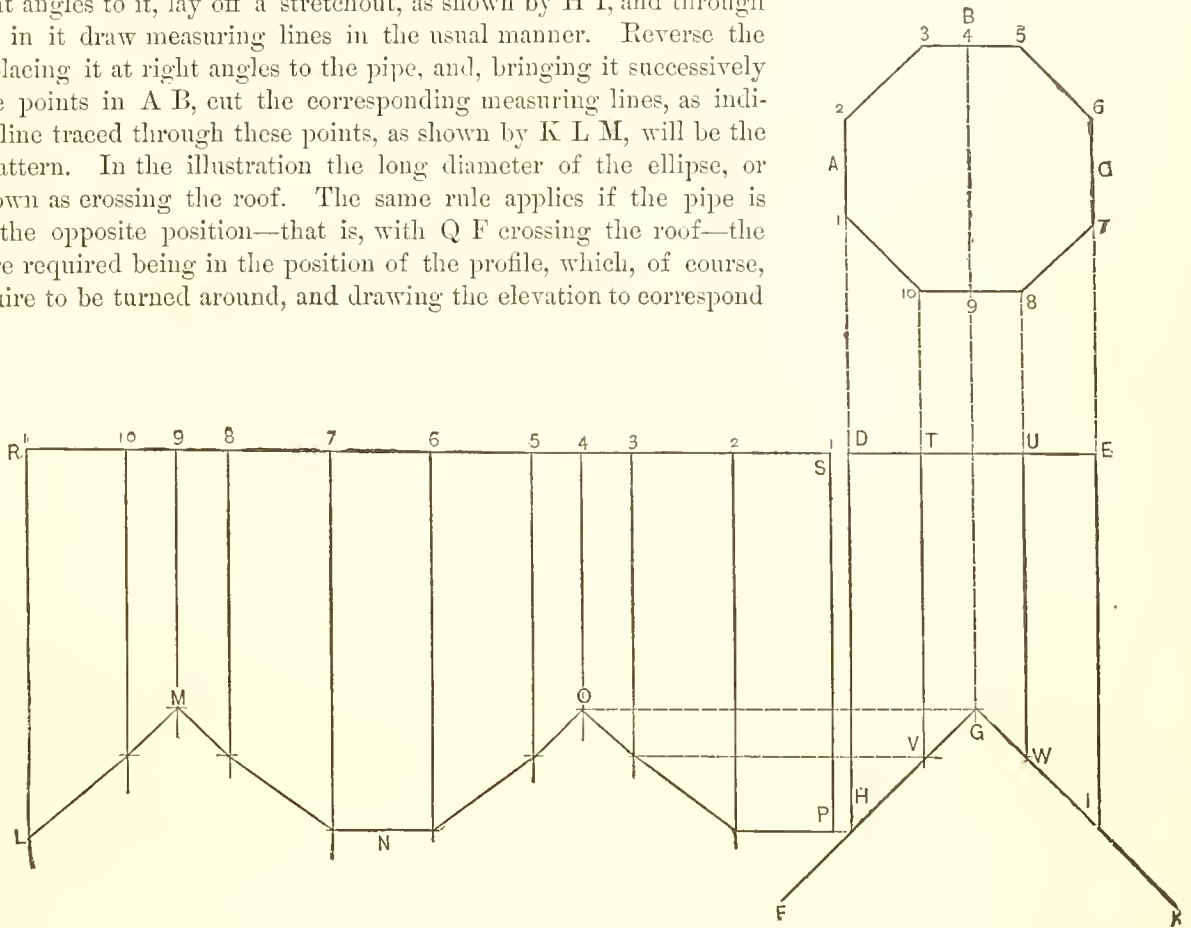 t angles to it, lay off a stretchout, as shown by H I, and through
in it draw measuring lines in the usual manner. Reverse the
lacing it at right angles to the pipe, and, bringing it successively
e points in A B, cut the corresponding measuring lines, as indi-
line traced through these points, as shown by K L M, will be the
attern. In the illustration the long diameter of the ellipse, or
own as crossing the roof. The same rule applies if the pipe is
the opposite position—that is, with Q F crossing the roof—the
e required being in the position of the profile, which, of course,
uire to be turned around, and drawing the elevation to correspond
B
3 4 5
2 6
A C
1 7
10 9 8
1 10 9 8 7 6 5 4 3 2 1 D T U E
R S
M O G
V W
H I
L N P
F K